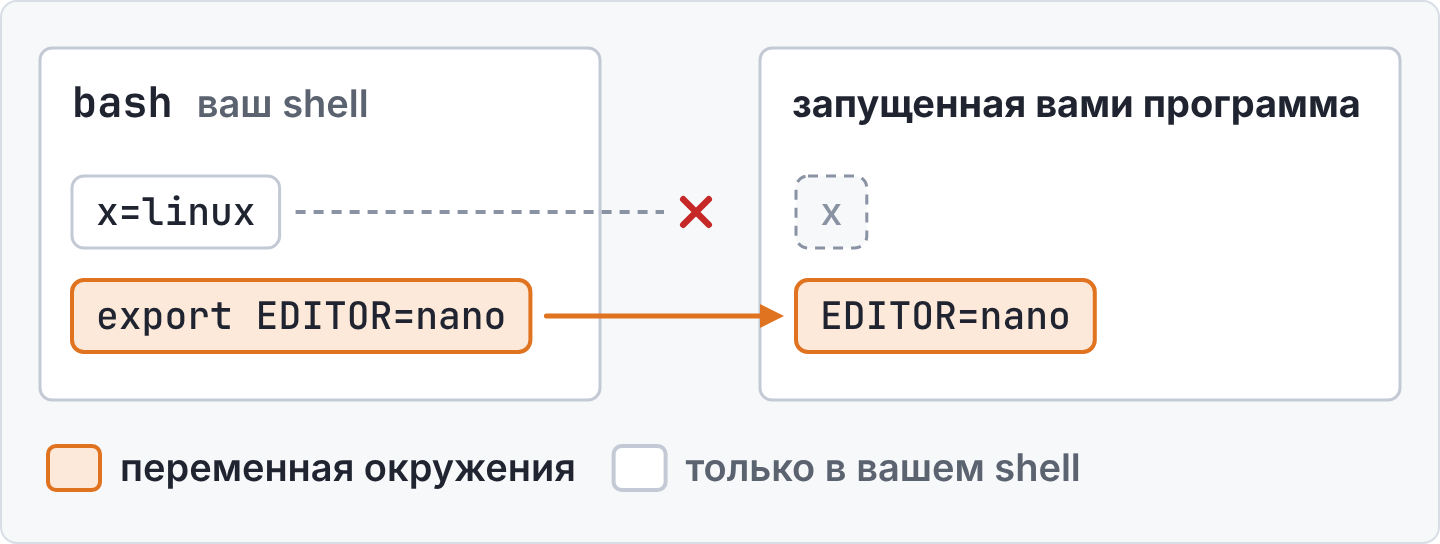 bash ваш shell
запущенная вами программа
x=linux
x
export EDITOR=nano
EDITOR=nano
переменная окружения
только в вашем shell